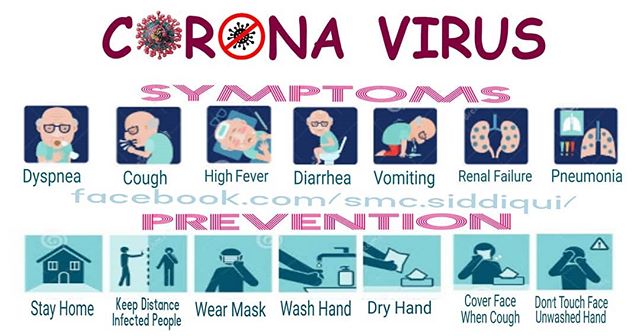 CORONA VIRUS
SYMPTOMS
Dyspnea Cough High Fever Diarrhea Vomiting Renal Failure Pneumonia
facebook.com/smc.siddiqui/
PREVENTION
Stay Home Keep Distance Infected People Wear Mask Wash Hand Dry Hand Cover Face When Cough Dont Touch Face Unwashed Hand